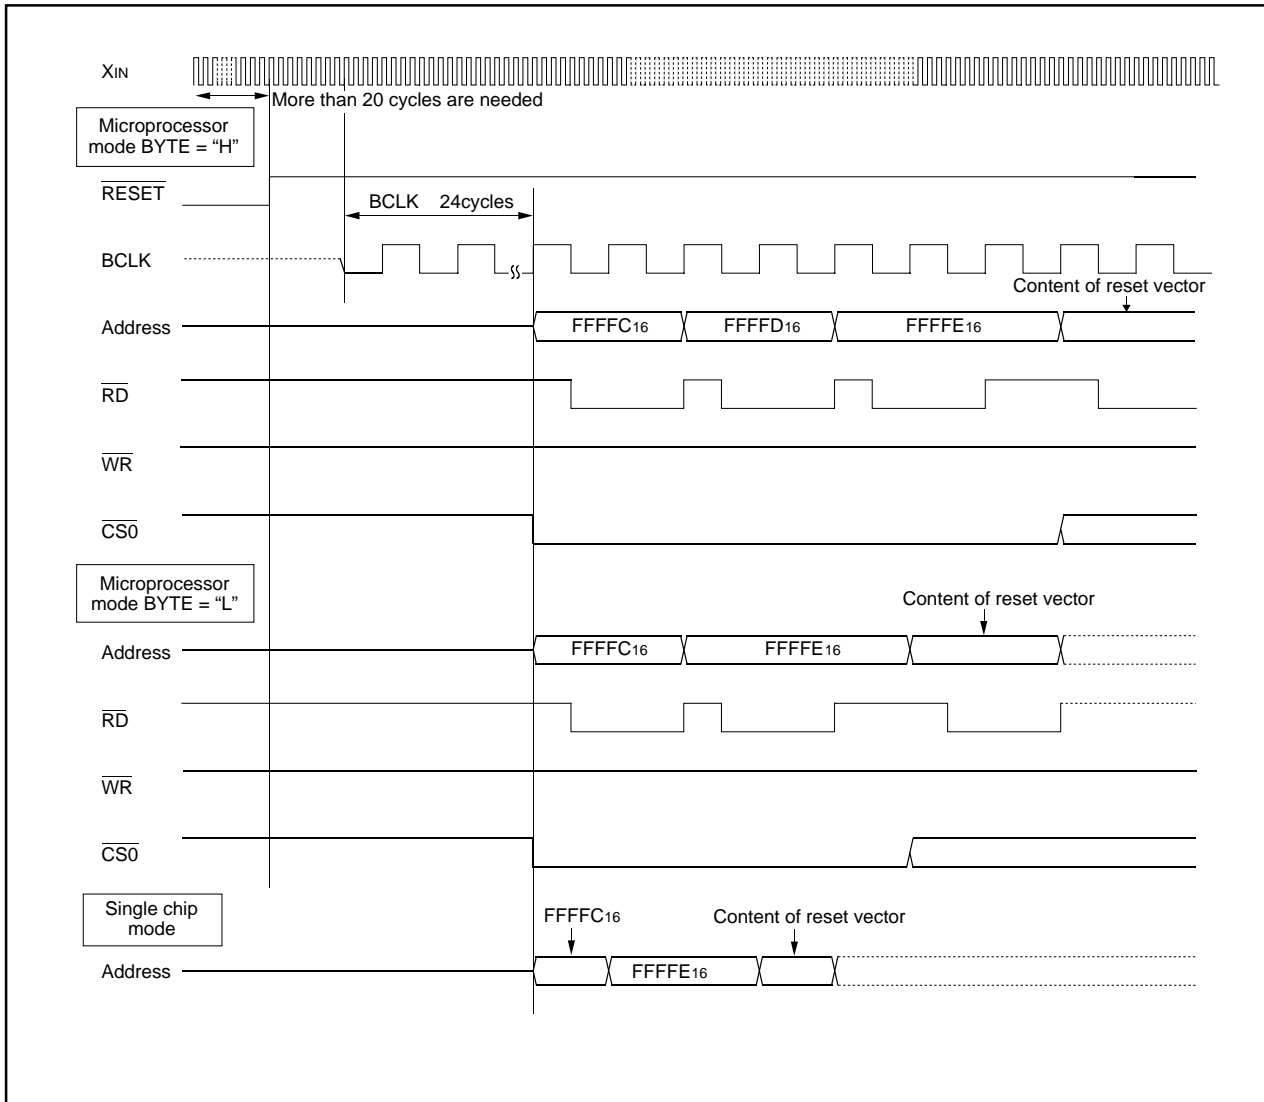 XIN
More than 20 cycles are needed
Microprocessor
mode BYTE = “H”
RESET
BCLK 24cycles
BCLK
Content of reset vector
Address FFFFC16 FFFFD16 FFFFE16
RD
WR
CS0
Microprocessor
mode BYTE = “L”
Content of reset vector
Address FFFFC16 FFFFE16
RD
WR
CS0
Single chip
mode
FFFFC16 Content of reset vector
Address FFFFE16